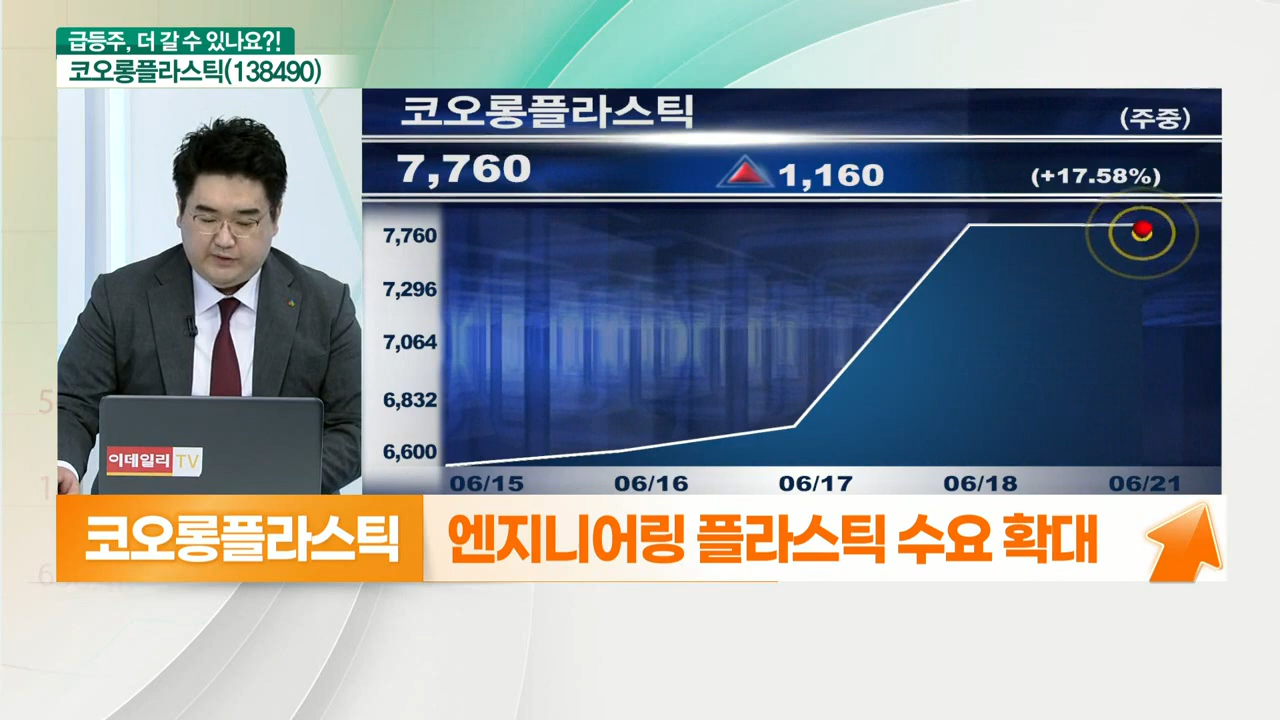 급등주, 더 갈 수 있나요?!
코오롱플라스틱(138490)
코오롱플라스틱
(주중)
7,760
1,160
(+17.58%)
7,760
7,296
7,064
6,832
6,600
06/15
06/16
06/17
06/18
06/21
이데일리TV
코오롱플라스틱
엔지니어링 플라스틱 수요 확대